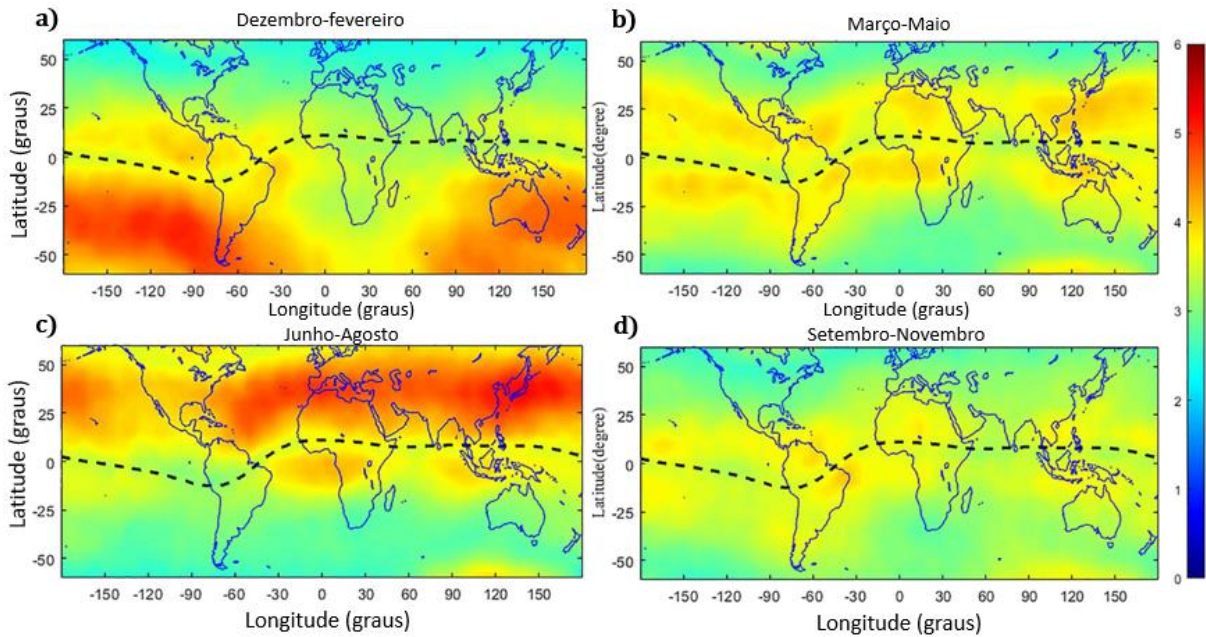 a) Dezembro-fevereiro
50
25
0
-25
-50
Latitude (graus)
-150 -120 -90 -60 -30 0 30 60 90 120 150
Longitude (graus)
b) Março-Maio
50
25
0
-25
-50
Latitude(degree)
-150 -120 -90 -60 -30 0 30 60 90 120 150
Longitude (graus)
c) Junho-Agosto
50
25
0
-25
-50
Latitude (graus)
-150 -120 -90 -60 -30 0 30 60 90 120 150
Longitude (graus)
d) Setembro-Novembro
50
25
0
-25
-50
Latitude(degree)
-150 -120 -90 -60 -30 0 30 60 90 120 150
Longitude (graus)
6
5
4
3
2
1
0